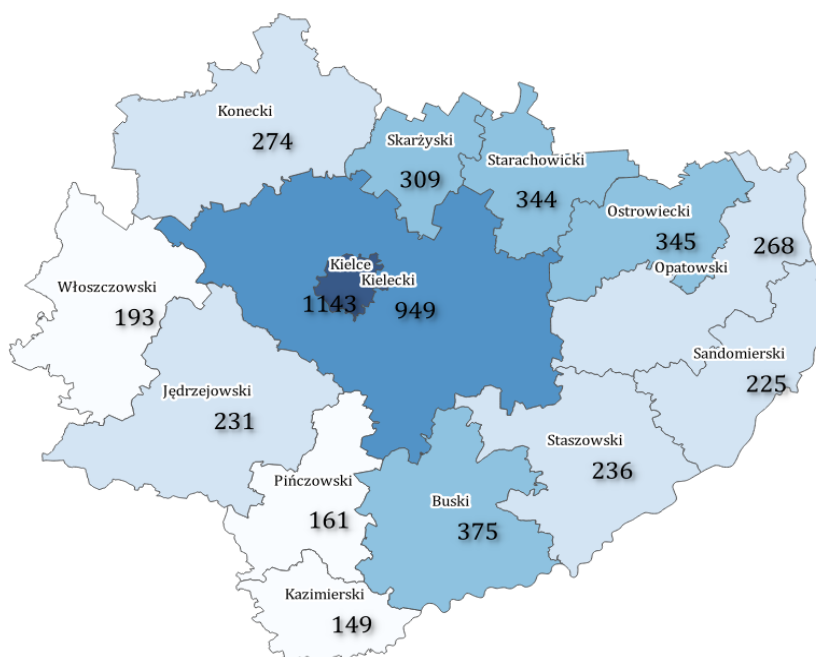 Konecki
274
Skarżyski
309
Starachowicki
344
Ostrowiecki
345
268
Opatowski
Kielce
Kielecki
1143
949
Włoszczowski
193
Sandomierski
225
Jędrzejowski
231
Staszowski
236
Pińczowski
161
Buski
375
Kazimierski
149